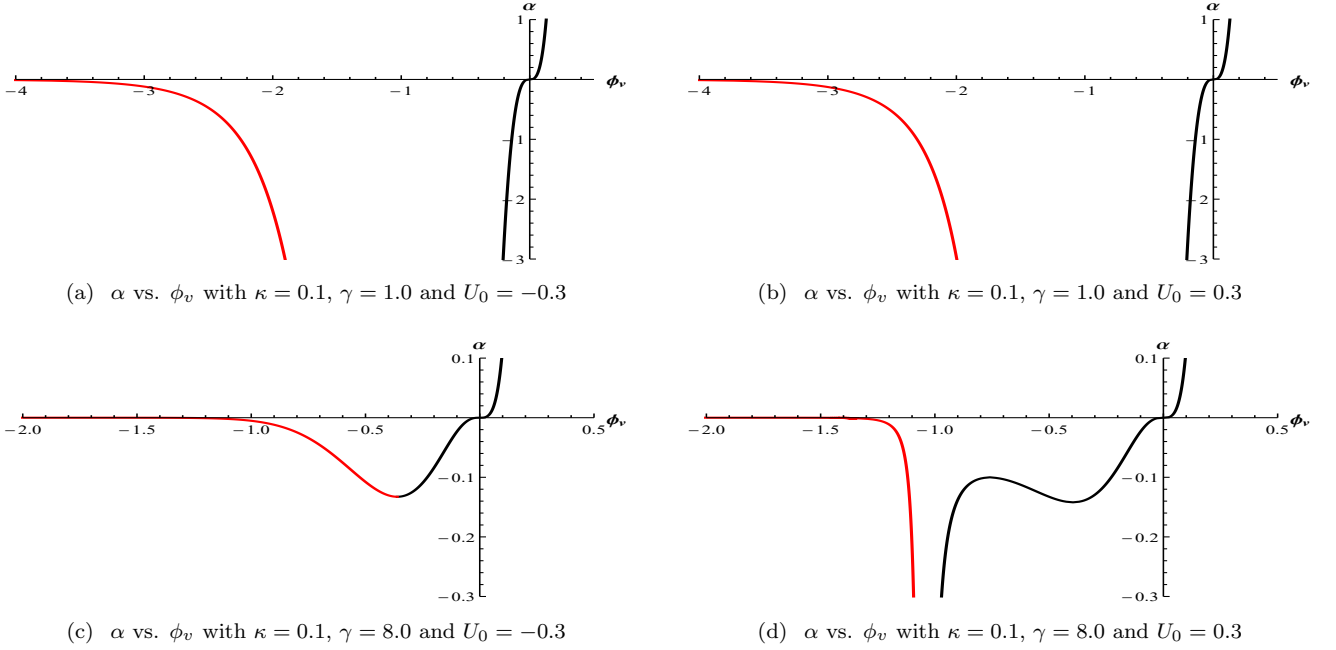 α
1
ϕv
−4
−3
−2
−1
−1
−2
−3
(a) α vs. ϕv with κ = 0.1, γ = 1.0 and U0 = −0.3
α
1
ϕv
−4
−3
−2
−1
−1
−2
−3
(b) α vs. ϕv with κ = 0.1, γ = 1.0 and U0 = 0.3
α
0.1
ϕv
−2.0
−1.5
−1.0
−0.5
0.5
−0.1
−0.2
−0.3
(c) α vs. ϕv with κ = 0.1, γ = 8.0 and U0 = −0.3
α
0.1
ϕv
−2.0
−1.5
−1.0
−0.5
0.5
−0.1
−0.2
−0.3
(d) α vs. ϕv with κ = 0.1, γ = 8.0 and U0 = 0.3